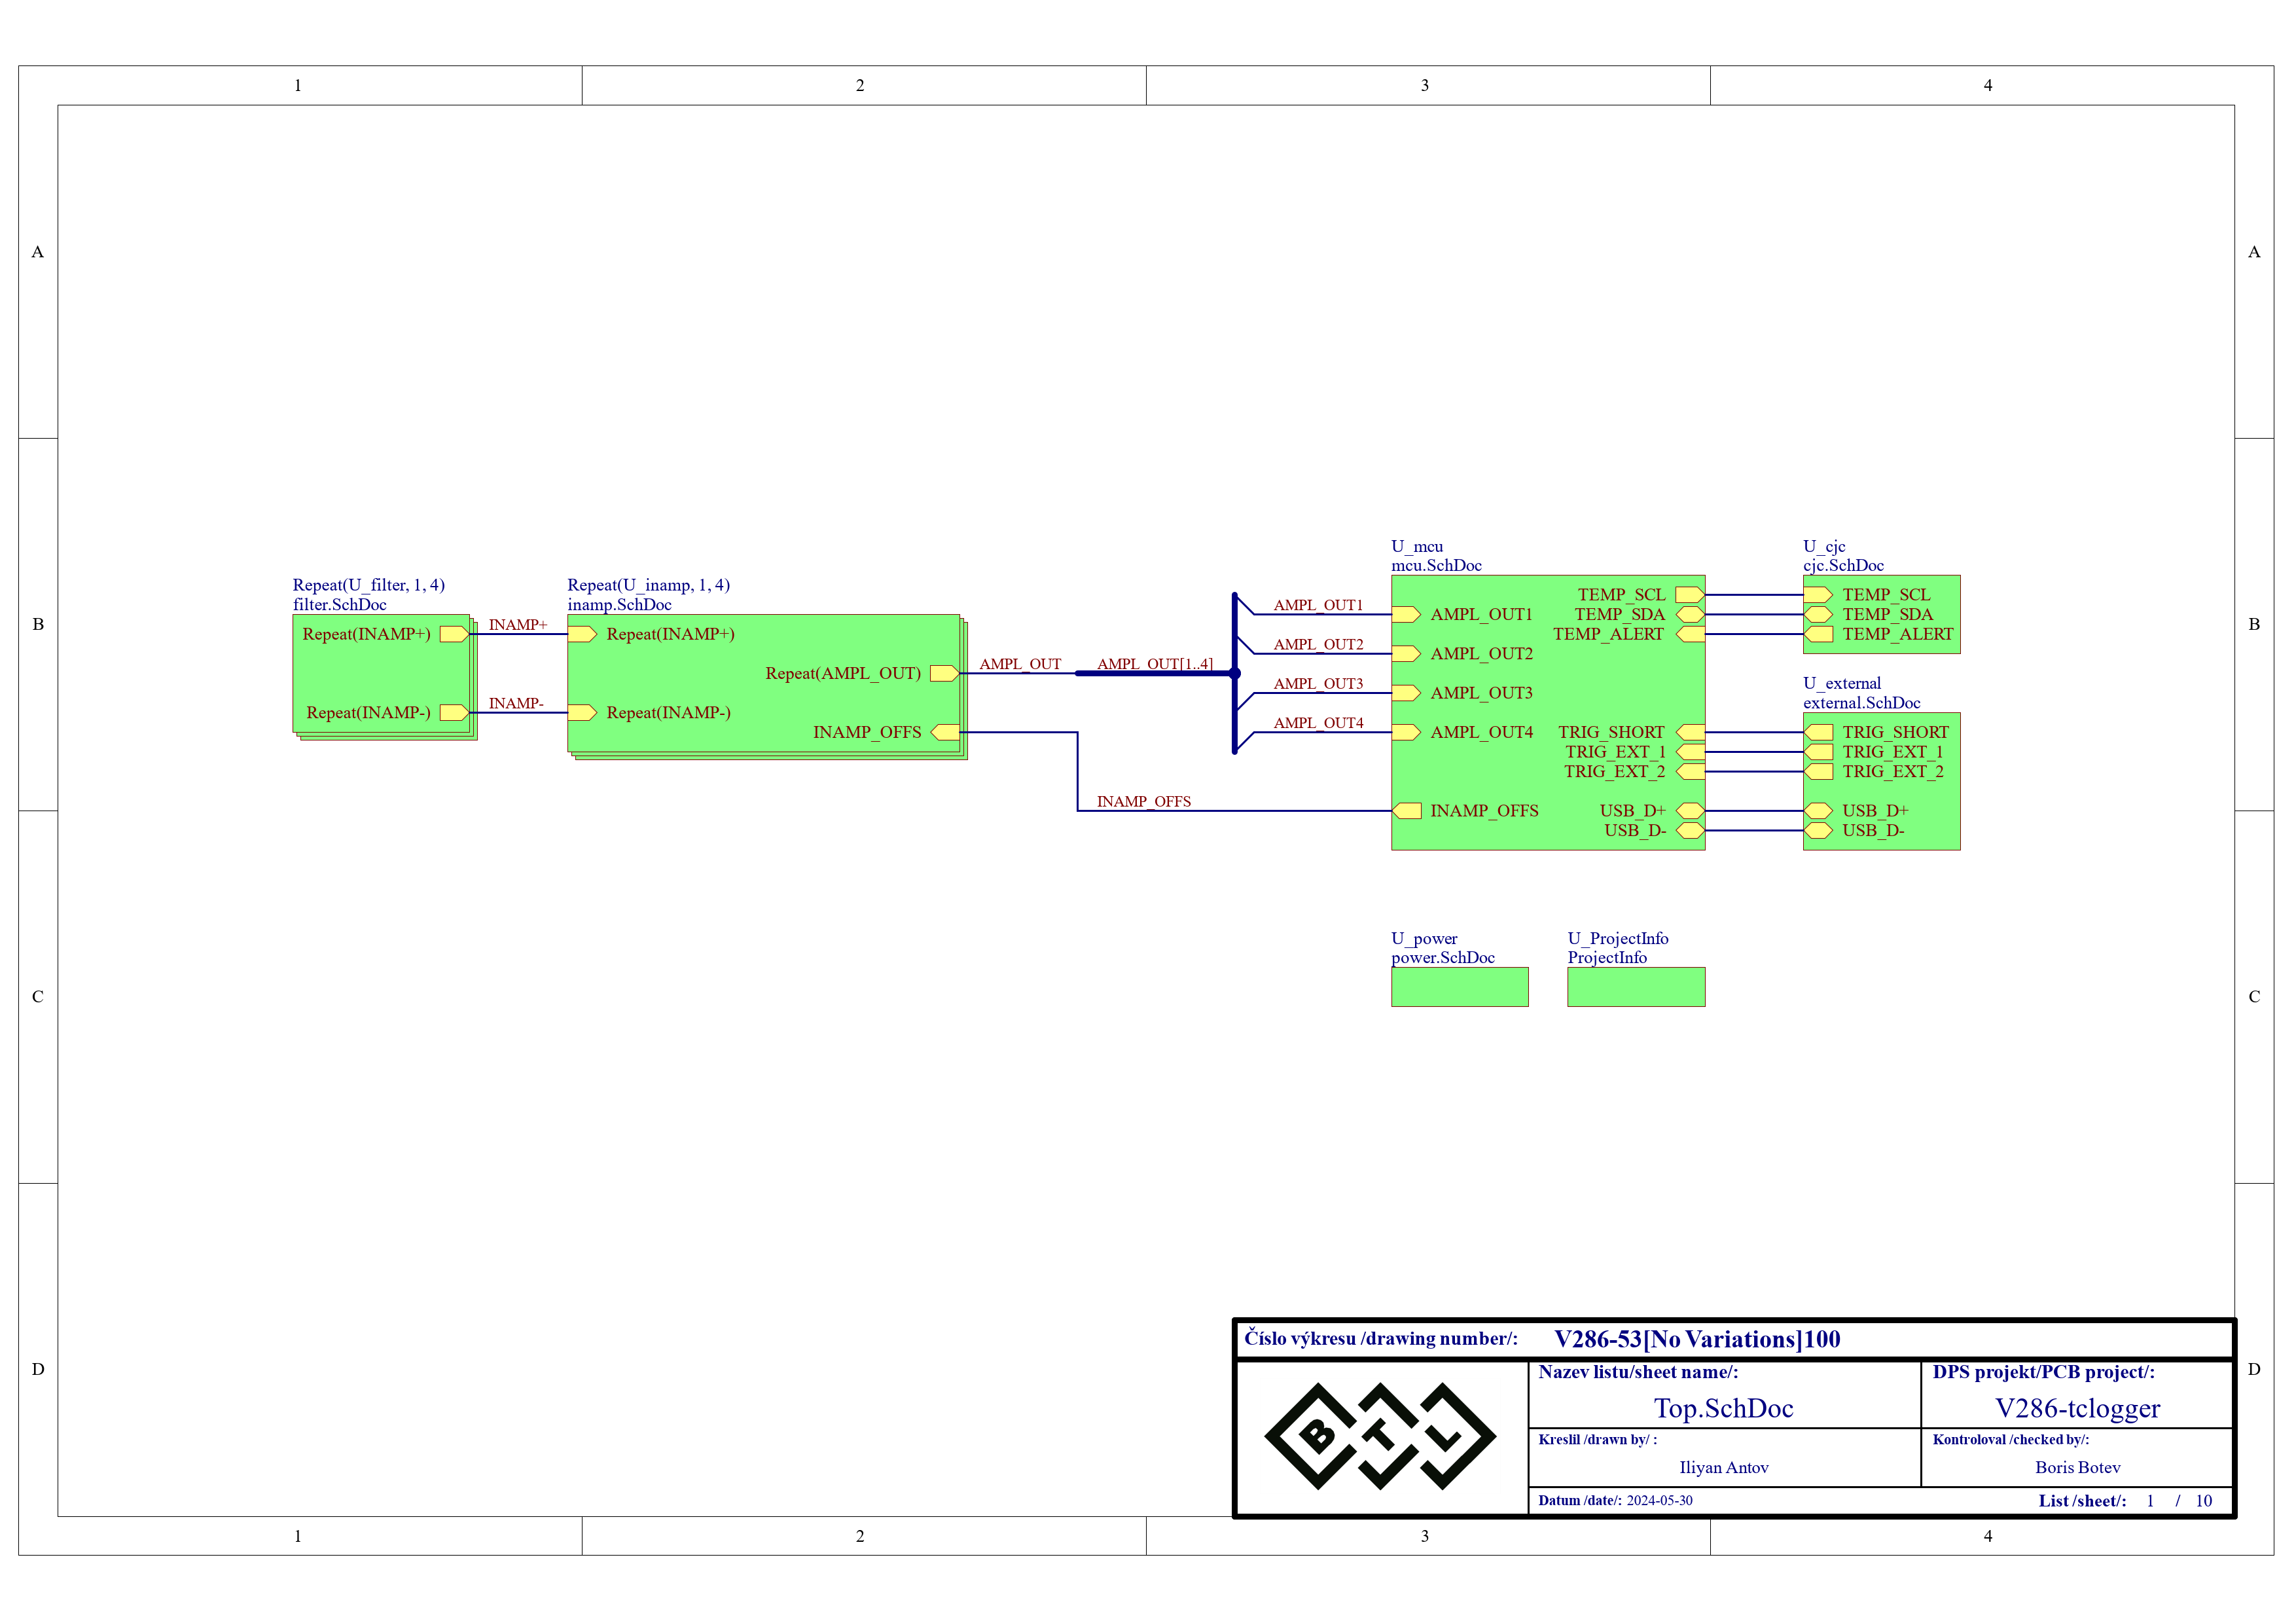 1 2 3 4
A A
B B
C C
D D
Repeat(U_filter, 1, 4)
filter.SchDoc
Repeat(INAMP+)
Repeat(INAMP-)
INAMP+
INAMP-
Repeat(U_inamp, 1, 4)
inamp.SchDoc
Repeat(INAMP+)
Repeat(AMPL_OUT)
Repeat(INAMP-)
INAMP_OFFS
AMPL_OUT
AMPL_OUT[1..4]
INAMP_OFFS
AMPL_OUT1
AMPL_OUT2
AMPL_OUT3
AMPL_OUT4
U_mcu
mcu.SchDoc
AMPL_OUT1
AMPL_OUT2
AMPL_OUT3
AMPL_OUT4
INAMP_OFFS
TEMP_SCL
TEMP_SDA
TEMP_ALERT
TRIG_SHORT
TRIG_EXT_1
TRIG_EXT_2
USB_D+
USB_D-
U_cjc
cjc.SchDoc
TEMP_SCL
TEMP_SDA
TEMP_ALERT
U_external
external.SchDoc
TRIG_SHORT
TRIG_EXT_1
TRIG_EXT_2
USB_D+
USB_D-
U_power
power.SchDoc
U_ProjectInfo
ProjectInfo
Číslo výkresu /drawing number/: V286-53[No Variations]100
BTL
Nazev listu/sheet name/:
Top.SchDoc
DPS projekt/PCB project/:
V286-tclogger
Kreslil /drawn by/ :
Iliyan Antov
Kontroloval /checked by/:
Boris Botev
Datum /date/: 2024-05-30
List /sheet/: 1 / 10
1 2 3 4